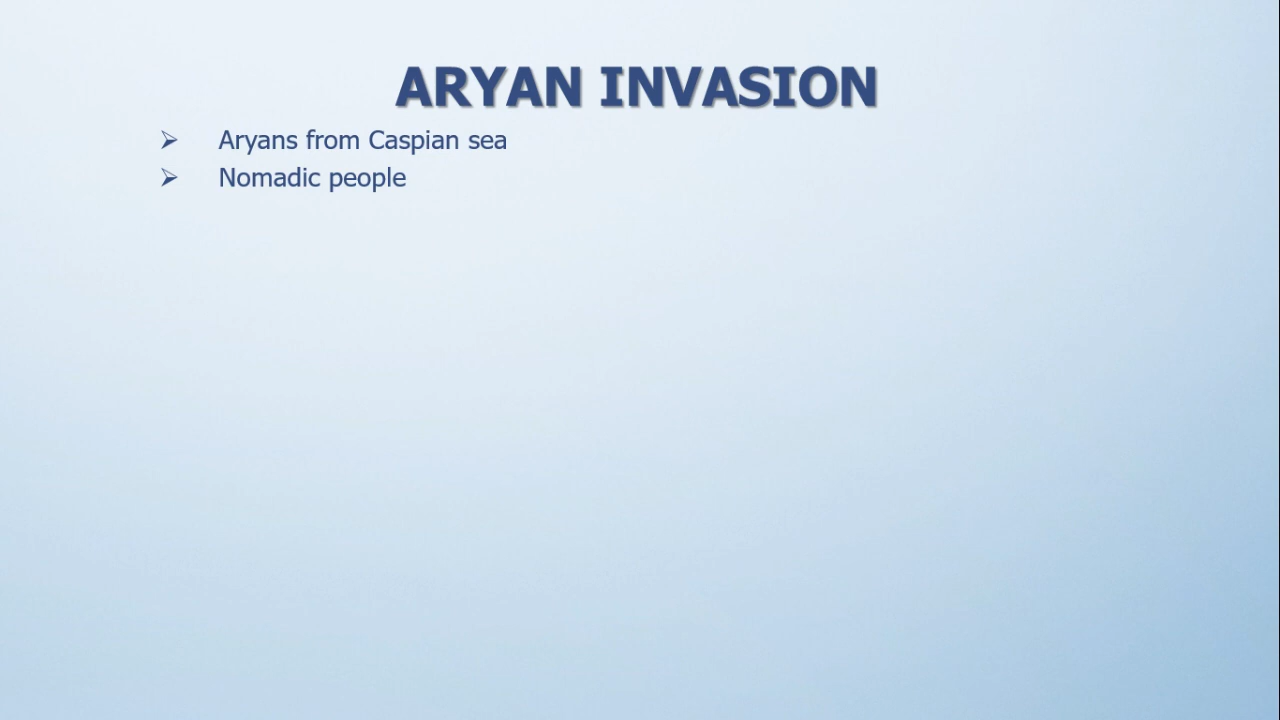 ARYAN INVASION
➢ Aryans from Caspian sea
➢ Nomadic people